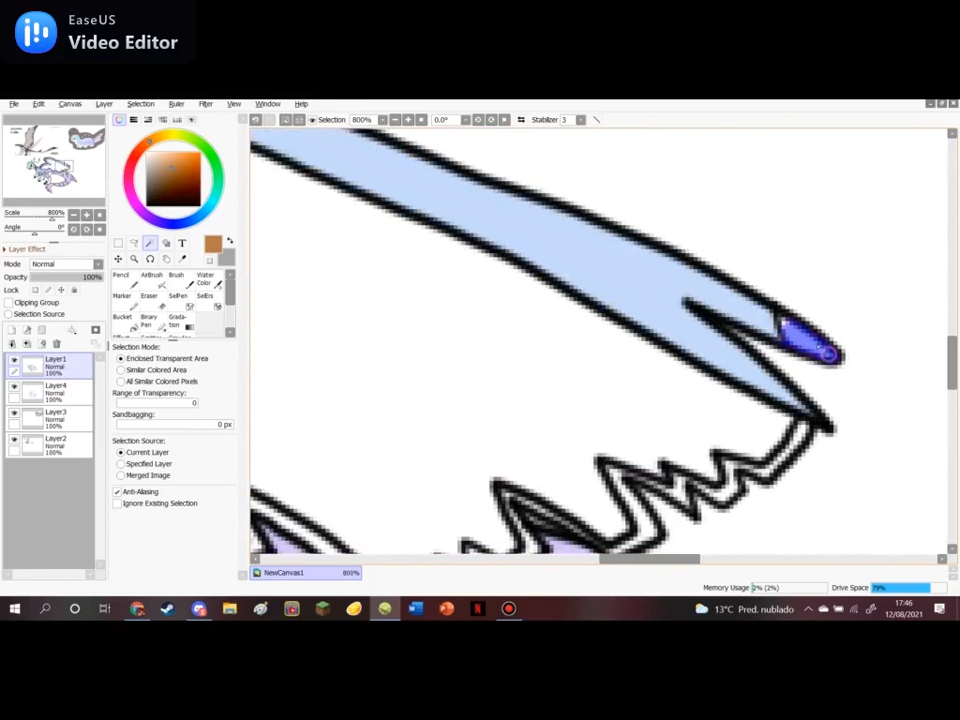 EaseUS
Video Editor
File Edit Canvas Layer Selection Ruler Filter View Window Help
Selection 800% 0.0° Stabilizer 3
Scale 800%
Angle 0°
Layer Effect
Mode Normal
Opacity 100%
Lock
Clipping Group
Selection Source
Layer1
Normal
100%
Layer4
Normal
100%
Layer3
Normal
100%
Layer2
Normal
100%
T
Pencil AirBrush Brush Water Color
Marker Eraser SelPen SelErs
Bucket Binary Pen Grada-tion
Selection Mode:
Enclosed Transparent Area
Similar Colored Area
All Similar Colored Pixels
Range of Transparency:
0
Sandbagging:
0 px
Selection Source:
Current Layer
Specified Layer
Merged Image
Anti-Aliasing
Ignore Existing Selection
NewCanvas1 800%
Memory Usage 2% (2%) Drive Space 79%
13°C Pred. nublado
17:46
12/08/2021